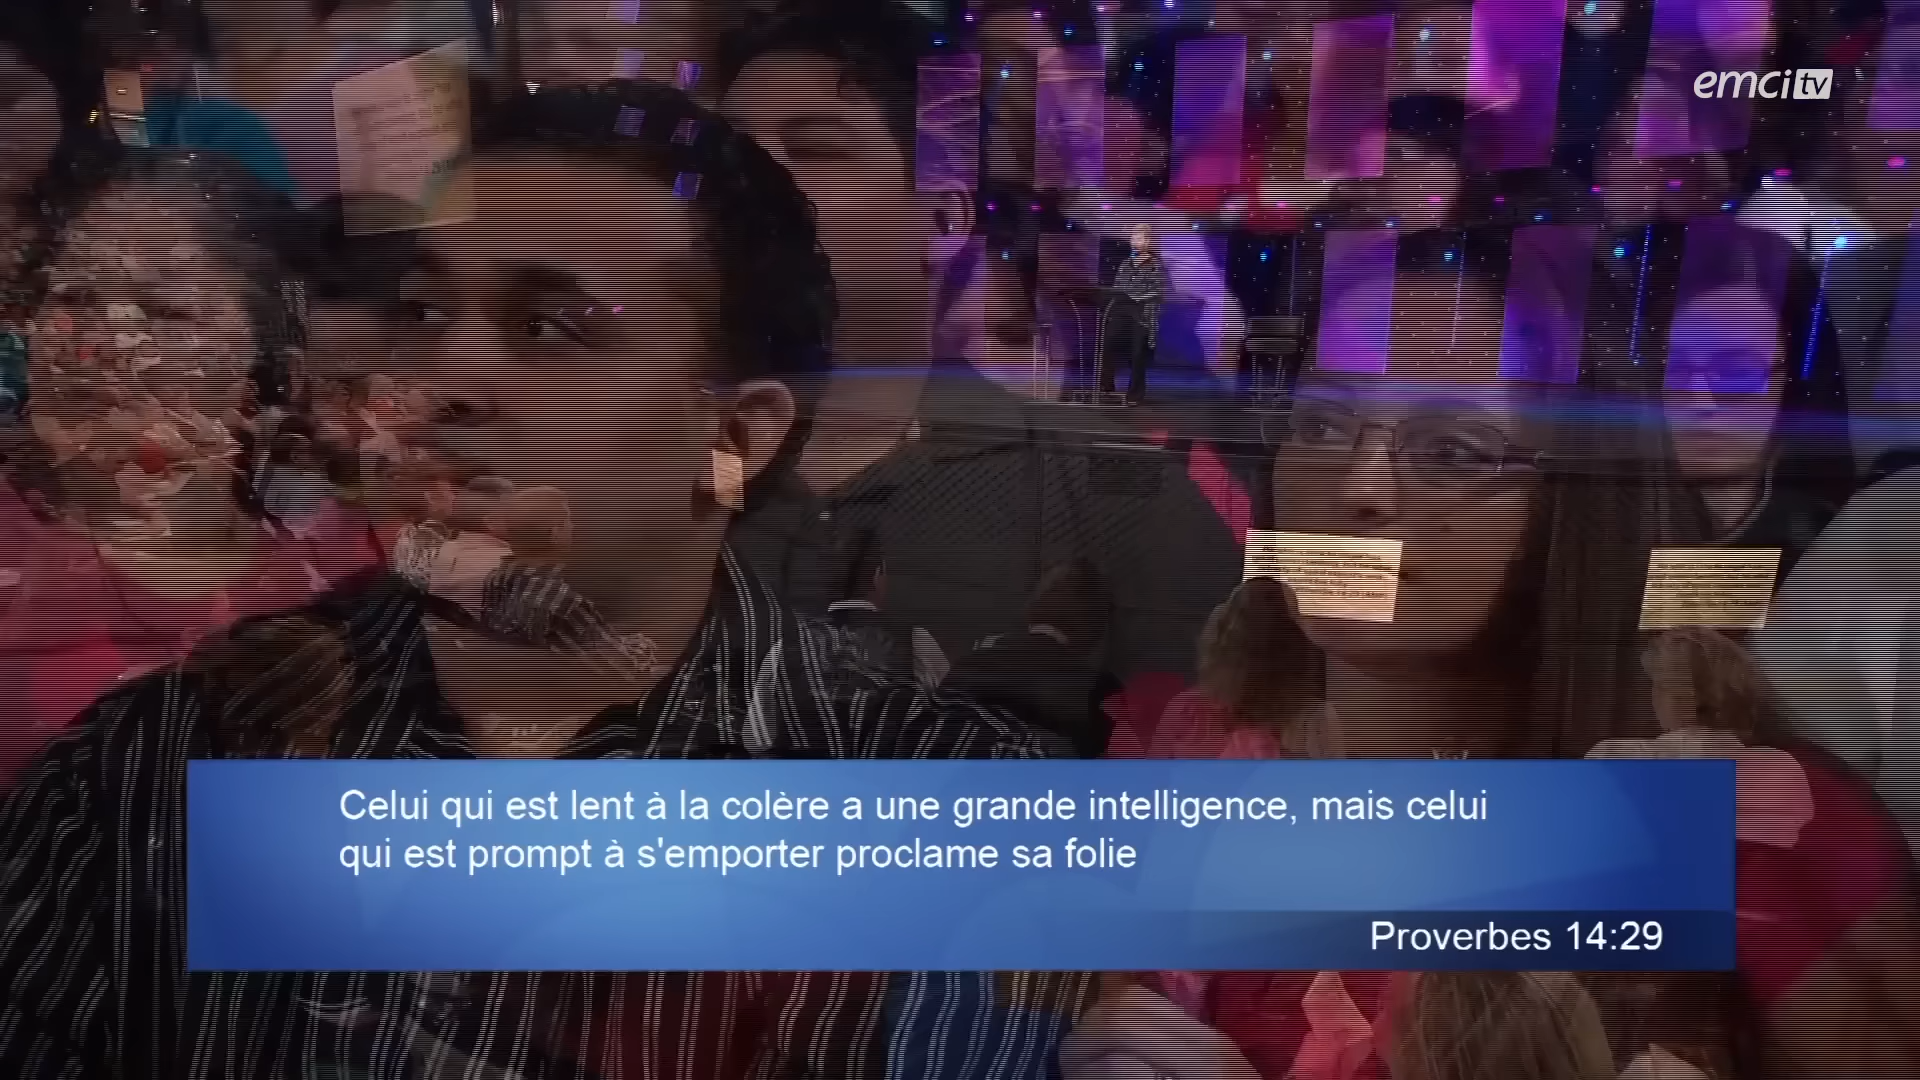 emci tv
Celui qui est lent à la colère a une grande intelligence, mais celui
qui est prompt à s'emporter proclame sa folie
Proverbes 14:29